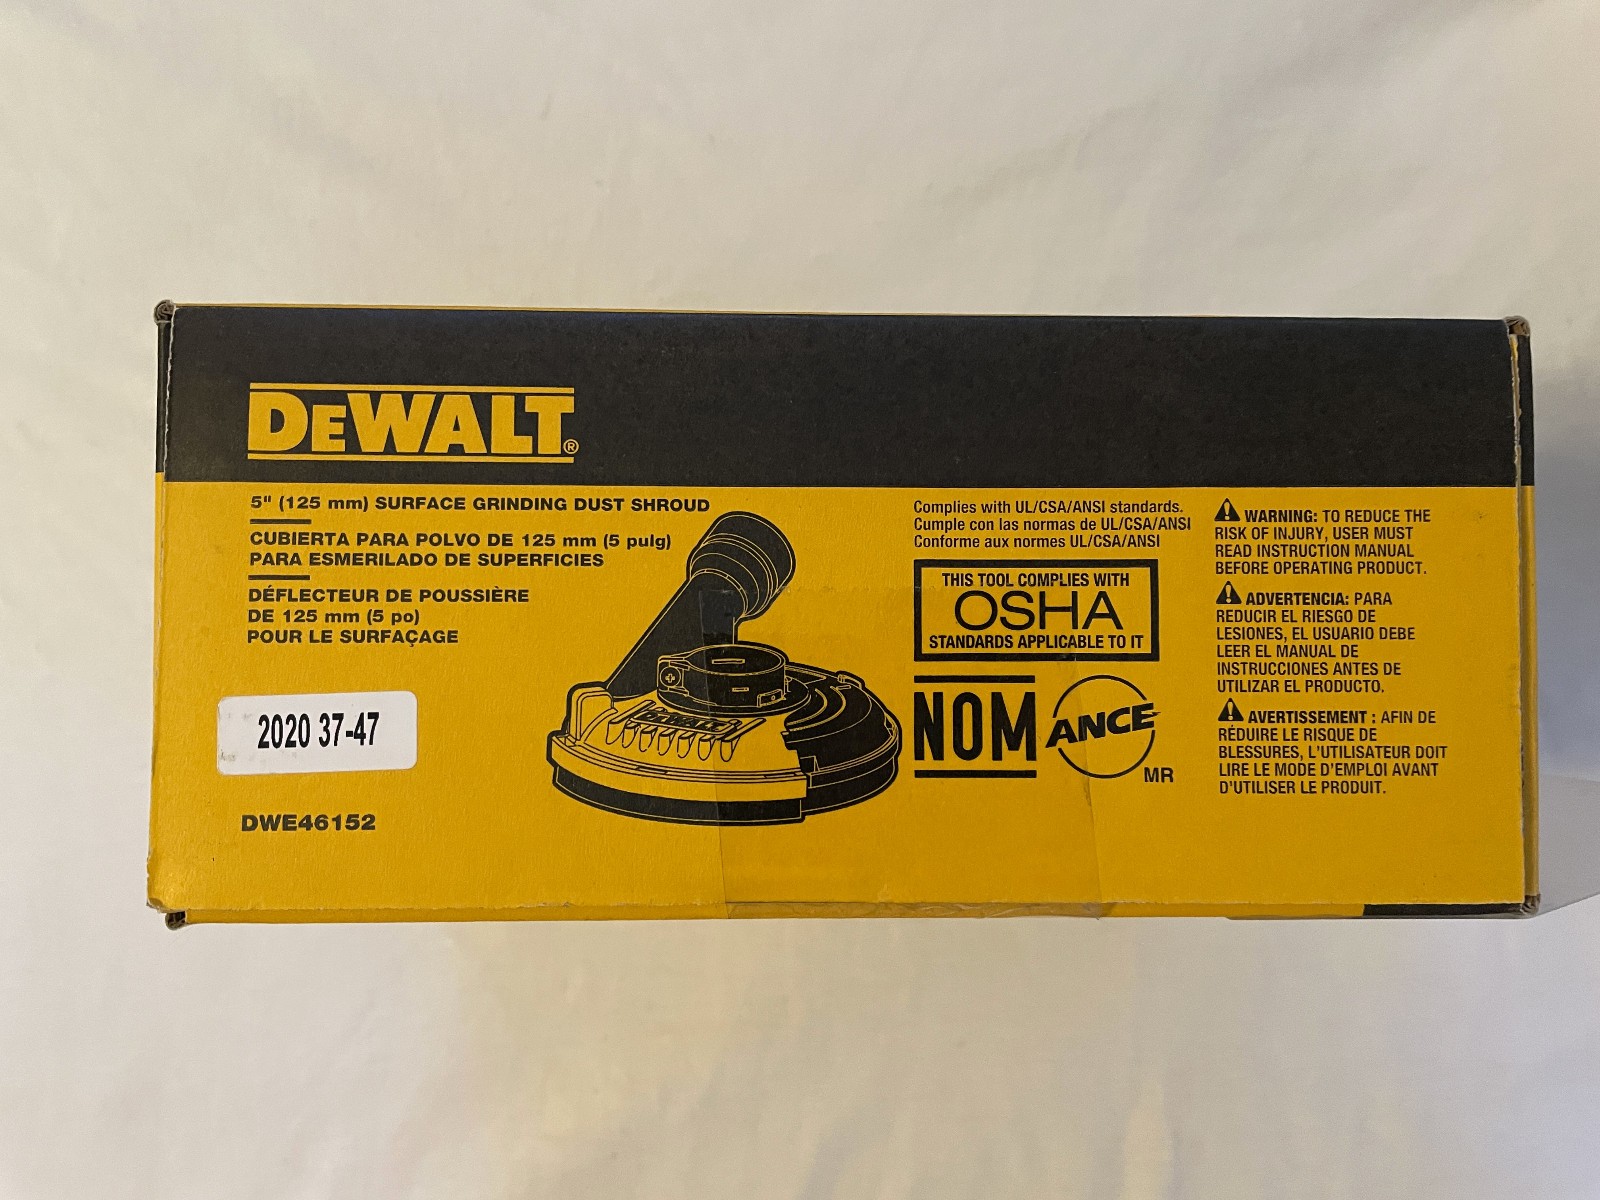 DEWALT®
5" (125 mm) SURFACE GRINDING DUST SHROUD
CUBIERTA PARA POLVO DE 125 mm (5 pulg)
PARA ESMERILADO DE SUPERFICIES
DÉFLECTEUR DE POUSSIÈRE
DE 125 mm (5 po)
POUR LE SURFAÇAGE
2020 37-47
DWE46152
DEWALT
Complies with UL/CSA/ANSI standards.
Cumple con las normas de UL/CSA/ANSI
Conforme aux normes UL/CSA/ANSI
THIS TOOL COMPLIES WITH
OSHA
STANDARDS APPLICABLE TO IT
NOM
ANCE
MR
WARNING: TO REDUCE THE
RISK OF INJURY, USER MUST
READ INSTRUCTION MANUAL
BEFORE OPERATING PRODUCT.
ADVERTENCIA: PARA
REDUCIR EL RIESGO DE
LESIONES, EL USUARIO DEBE
LEER EL MANUAL DE
INSTRUCCIONES ANTES DE
UTILIZAR EL PRODUCTO.
AVERTISSEMENT : AFIN DE
RÉDUIRE LE RISQUE DE
BLESSURES, L'UTILISATEUR DOIT
LIRE LE MODE D'EMPLOI AVANT
D'UTILISER LE PRODUIT.